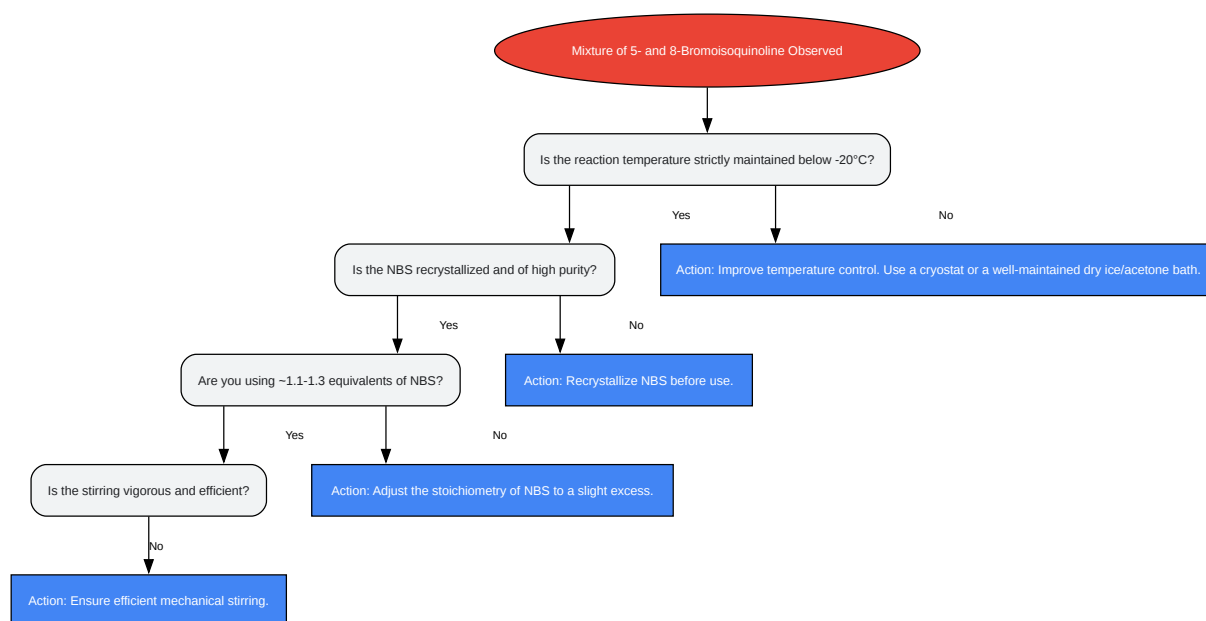 Mixture of 5- and 8-Bromoisoquinoline Observed
Is the reaction temperature strictly maintained below -20°C?
Yes
No
Is the NBS recrystallized and of high purity?
Action: Improve temperature control. Use a cryostat or a well-maintained dry ice/acetone bath.
Yes
No
Are you using ~1.1-1.3 equivalents of NBS?
Action: Recrystallize NBS before use.
Yes
No
Is the stirring vigorous and efficient?
Action: Adjust the stoichiometry of NBS to a slight excess.
No
Action: Ensure efficient mechanical stirring.